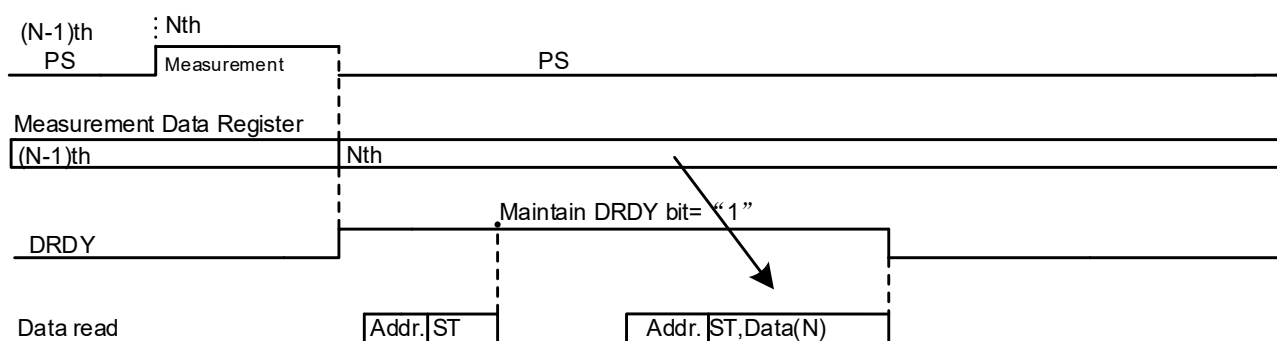 (N-1)th Nth
PS Measurement PS
Measurement Data Register
(N-1)th Nth
Maintain DRDY bit= “1”
DRDY
Data read Addr. ST Addr. ST,Data(N)